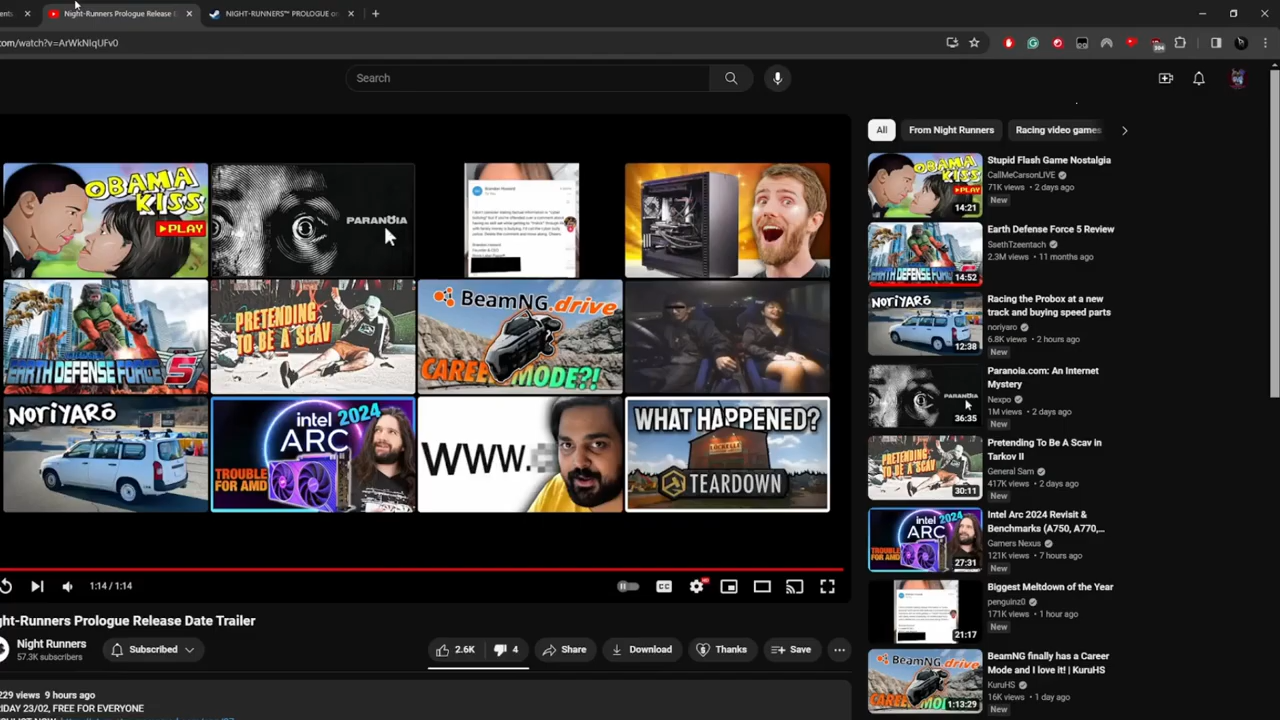 Night-Runners Prologue Release D
NIGHT-RUNNERS™ PROLOGUE o
com/watch?v=ArWkNIqUFv0
Search
All
From Night Runners
Racing video games
OBAMA
KISS
PLAY
PARANOIA
EARTH DEFENSE FORCE 5
PRETENDING
TO BE A SCAV
BeamNG.drive
CAREER MODE?!
NORIYARO
intel 2024
ARC
TROUBLE
FOR AMD
WWW.
WHAT HAPPENED?
TEARDOWN
1:14 / 1:14
CC
ght-Runners Prologue Release Date Trailer
Night Runners
57.3K subscribers
Subscribed
2.6K
4
Share
Download
Thanks
Save
229 views 9 hours ago
IDAY 23/02, FREE FOR EVERYONE
Stupid Flash Game Nostalgia
CallMeCarsonLIVE
71K views • 2 days ago
New
14:21
Earth Defense Force 5 Review
SsethTzeentach
2.3M views • 11 months ago
14:52
Racing the Probox at a new
track and buying speed parts
noriyaro
6.8K views • 2 hours ago
New
12:38
Paranoia.com: An Internet
Mystery
Nexpo
1M views • 2 days ago
New
36:35
Pretending To Be A Scav in
Tarkov II
General Sam
417K views • 2 days ago
New
30:11
Intel Arc 2024 Revisit &
Benchmarks (A750, A770,...
Gamers Nexus
121K views • 7 hours ago
New
27:31
Biggest Meltdown of the Year
penguinz0
171K views • 1 hour ago
New
21:17
BeamNG finally has a Career
Mode and I love it! | KuruHS
KuruHS
16K views • 1 day ago
New
1:13:29